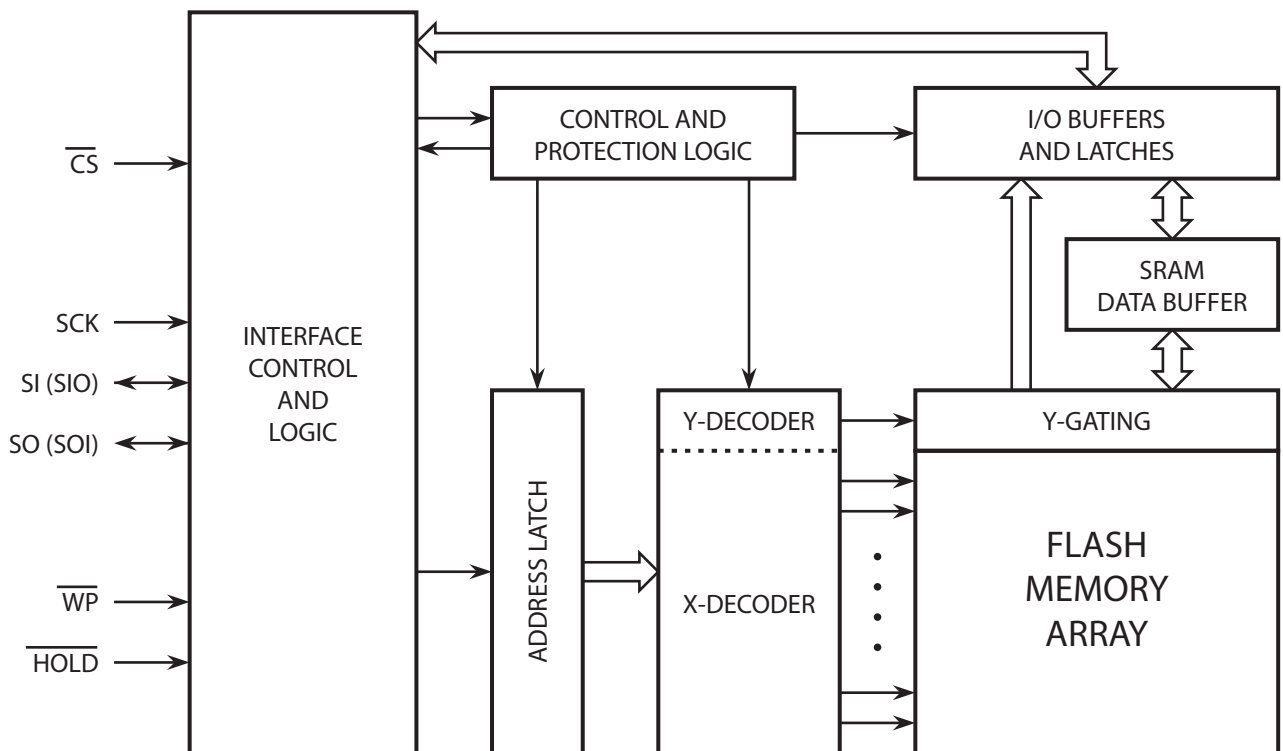 CONTROL AND
PROTECTION LOGIC
I/O BUFFERS
AND LATCHES
CS
SRAM
DATA BUFFER
SCK
SI (SIO)
SO (SOI)
INTERFACE
CONTROL
AND
LOGIC
Y-DECODER
Y-GATING
ADDRESS LATCH
X-DECODER
FLASH
MEMORY
ARRAY
WP
HOLD